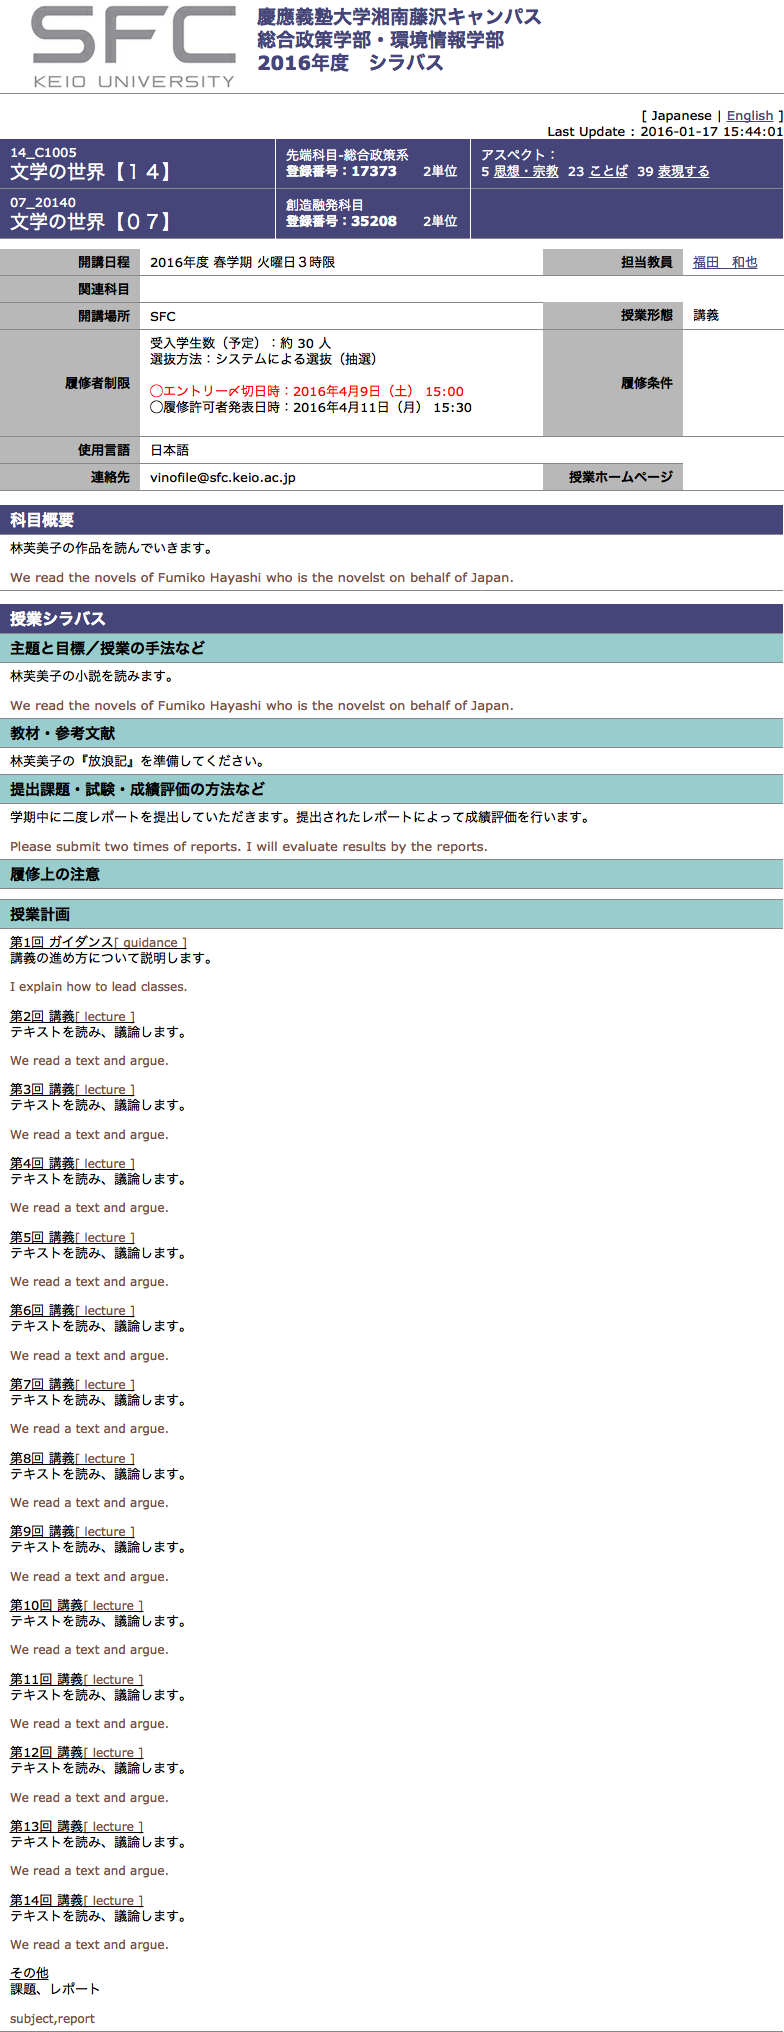 SFC
KEIO UNIVERSITY
慶應義塾大学湘南藤沢キャンパス
総合政策学部・環境情報学部
2016年度　シラバス
[ Japanese | English ]
Last Update : 2016-01-17 15:44:01
14_C1005
文学の世界【１４】
先端科目-総合政策系
登録番号：17373 2単位
アスペクト：
5 思想・宗教 23 ことば 39 表現する
07_20140
文学の世界【０７】
創造融発科目
登録番号：35208 2単位
開講日程 2016年度 春学期 火曜日３時限 担当教員 福田　和也
関連科目
開講場所 SFC 授業形態 講義
履修者制限
受入学生数（予定）：約 30 人
選抜方法：システムによる選抜（抽選）
◯エントリー〆切日時：2016年4月9日（土） 15:00
◯履修許可者発表日時：2016年4月11日（月） 15:30
履修条件
使用言語 日本語
連絡先 vinofile@sfc.keio.ac.jp 授業ホームページ
科目概要
林芙美子の作品を読んでいきます。
We read the novels of Fumiko Hayashi who is the novelst on behalf of Japan.
授業シラバス
主題と目標／授業の手法など
林芙美子の小説を読みます。
We read the novels of Fumiko Hayashi who is the novelst on behalf of Japan.
教材・参考文献
林芙美子の『放浪記』を準備してください。
提出課題・試験・成績評価の方法など
学期中に二度レポートを提出していただきます。提出されたレポートによって成績評価を行います。
Please submit two times of reports. I will evaluate results by the reports.
履修上の注意
授業計画
第1回 ガイダンス[ guidance ]
講義の進め方について説明します。
I explain how to lead classes.
第2回 講義[ lecture ]
テキストを読み、議論します。
We read a text and argue.
第3回 講義[ lecture ]
テキストを読み、議論します。
We read a text and argue.
第4回 講義[ lecture ]
テキストを読み、議論します。
We read a text and argue.
第5回 講義[ lecture ]
テキストを読み、議論します。
We read a text and argue.
第6回 講義[ lecture ]
テキストを読み、議論します。
We read a text and argue.
第7回 講義[ lecture ]
テキストを読み、議論します。
We read a text and argue.
第8回 講義[ lecture ]
テキストを読み、議論します。
We read a text and argue.
第9回 講義[ lecture ]
テキストを読み、議論します。
We read a text and argue.
第10回 講義[ lecture ]
テキストを読み、議論します。
We read a text and argue.
第11回 講義[ lecture ]
テキストを読み、議論します。
We read a text and argue.
第12回 講義[ lecture ]
テキストを読み、議論します。
We read a text and argue.
第13回 講義[ lecture ]
テキストを読み、議論します。
We read a text and argue.
第14回 講義[ lecture ]
テキストを読み、議論します。
We read a text and argue.
その他
課題、レポート
subject,report